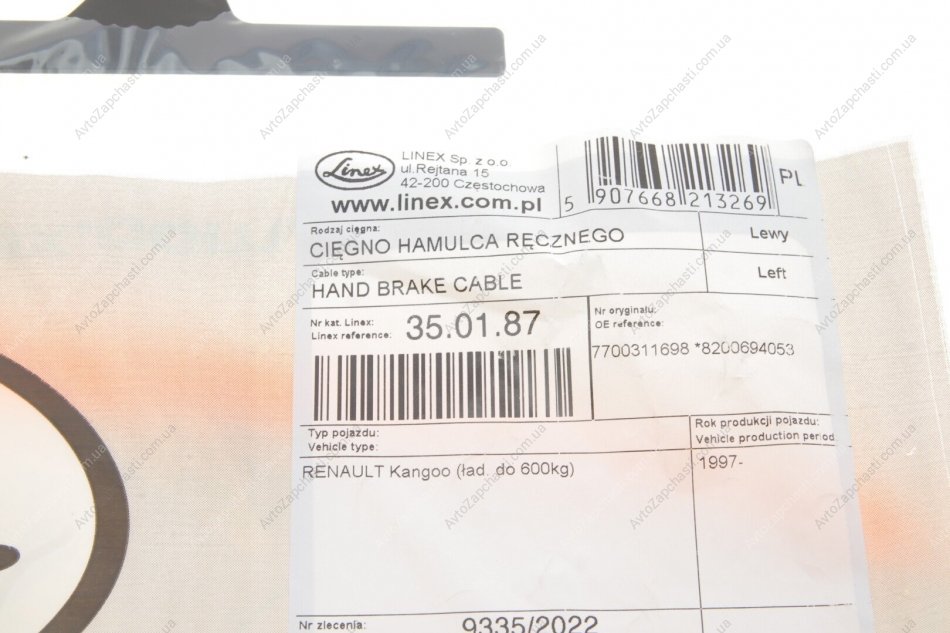 Linex
LINEX Sp. z o.o
ul.Rejtana 15
42-200 Częstochowa
www.linex.com.pl
5 907668 213269
PL
Rodzaj cięgna:
CIĘGNO HAMULCA RĘCZNEGO
Lewy
Cable type:
HAND BRAKE CABLE
Left
Nr kat. Linex:
Linex reference:
35.01.87
Nr oryginału:
OE reference:
7700311698 *8200694053
Typ pojazdu:
Vehicle type:
Rok produkcji pojazdu:
Vehicle production period
RENAULT Kangoo (ład. do 600kg)
1997-
Nr zlecenia:
9335/2022
AvtoZapchasti.com.ua